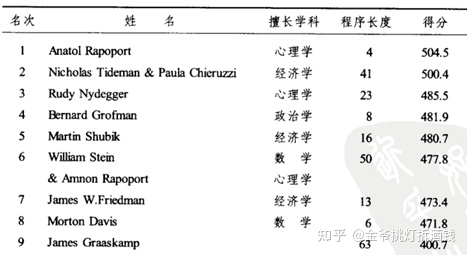 名次 姓 名 擅长学科 程序长度 得分
1 Anatol Rapoport 心理学 4 504.5
2 Nicholas Tideman & Paula Chieruzzi 经济学 41 500.4
3 Rudy Nydegger 心理学 23 485.5
4 Bernard Grofman 政治学 8 481.9
5 Martin Shubik 经济学 16 480.7
6 William Stein 数 学 50 477.8
& Amnon Rapoport 心理学
7 James W.Friedman 经济学 13 473.4
8 Morton Davis 数 学 6 471.8
9 James Graaskamp 63 400.7
知乎 @金爷挑灯拆画钱